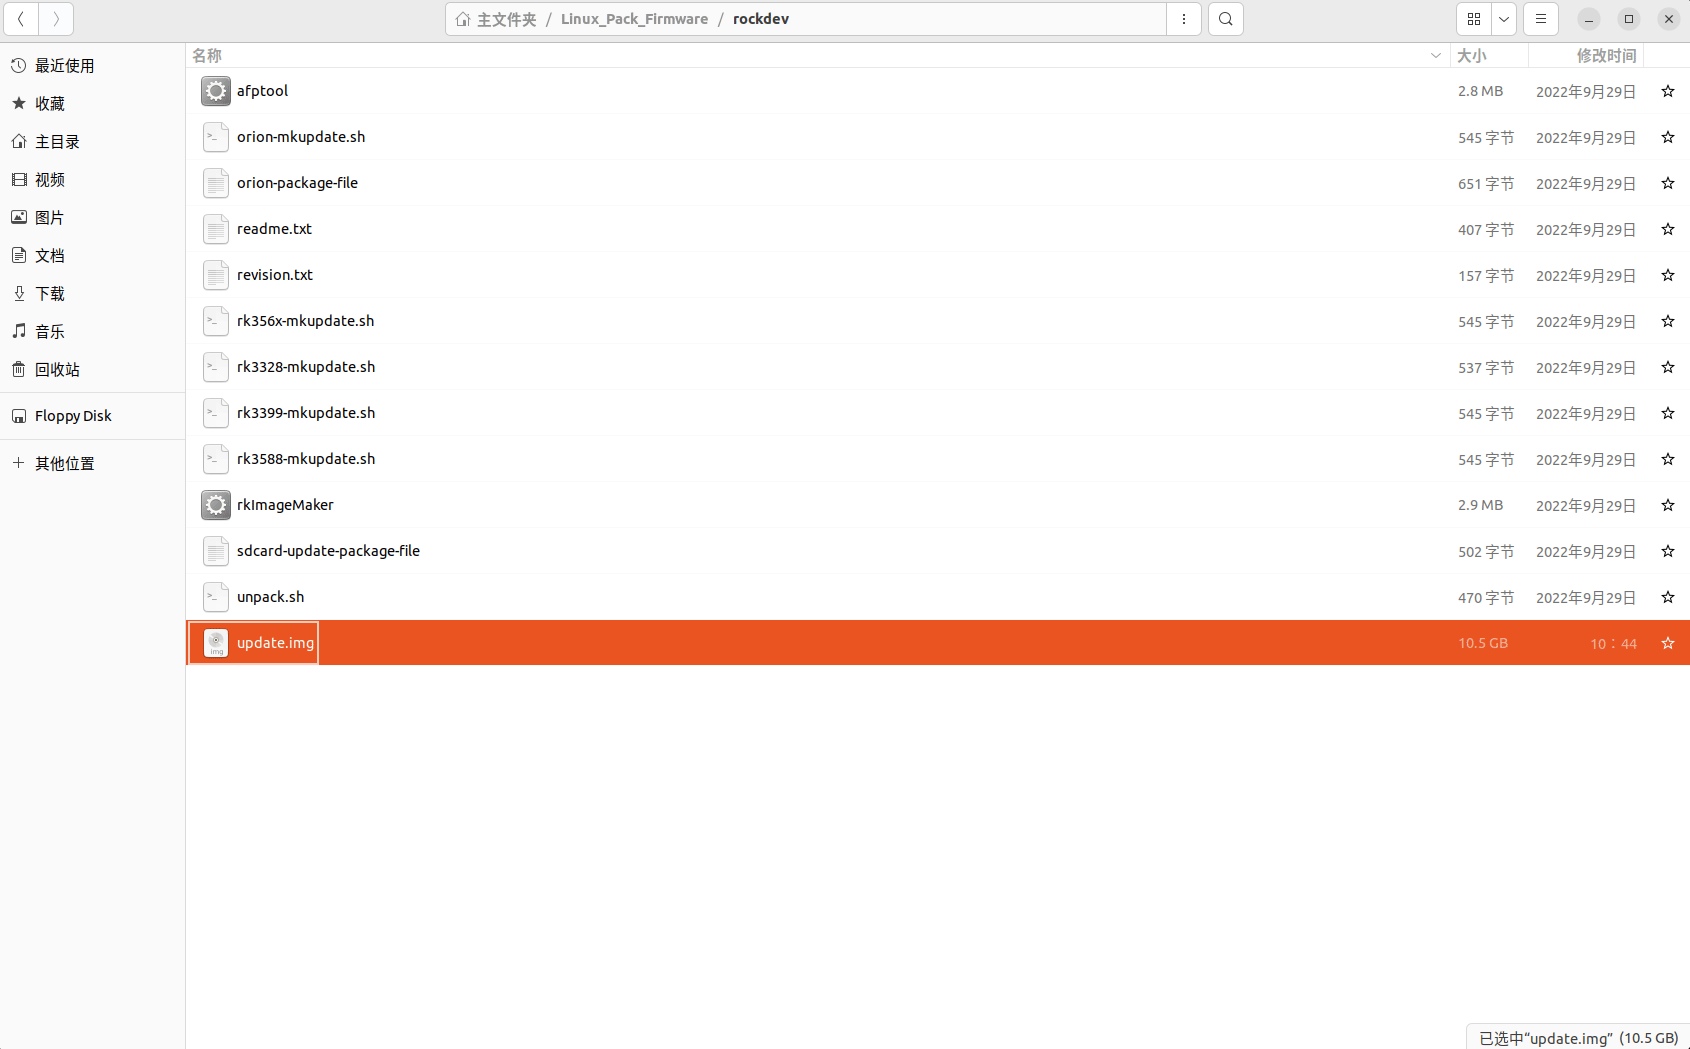 主文件夹 / Linux_Pack_Firmware / rockdev
名称 大小 修改时间
最近使用
收藏
主目录
视频
图片
文档
下载
音乐
回收站
Floppy Disk
其他位置
afptool 2.8 MB 2022年9月29日
orion-mkupdate.sh 545 字节 2022年9月29日
orion-package-file 651 字节 2022年9月29日
readme.txt 407 字节 2022年9月29日
revision.txt 157 字节 2022年9月29日
rk356x-mkupdate.sh 545 字节 2022年9月29日
rk3328-mkupdate.sh 537 字节 2022年9月29日
rk3399-mkupdate.sh 545 字节 2022年9月29日
rk3588-mkupdate.sh 545 字节 2022年9月29日
rkImageMaker 2.9 MB 2022年9月29日
sdcard-update-package-file 502 字节 2022年9月29日
unpack.sh 470 字节 2022年9月29日
img update.img 10.5 GB 10：44
已选中“update.img” (10.5 GB)